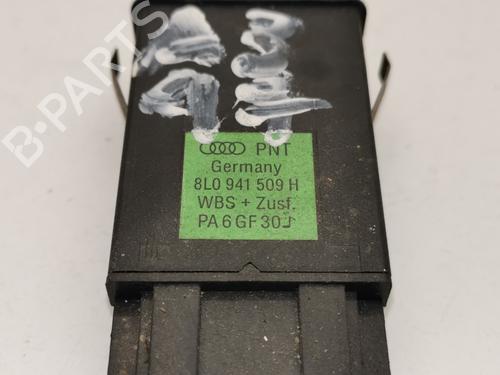 PNT
Germany
8L0 941 509 H
WBS + Zusf.
PA 6 GF 30
B-PARTS